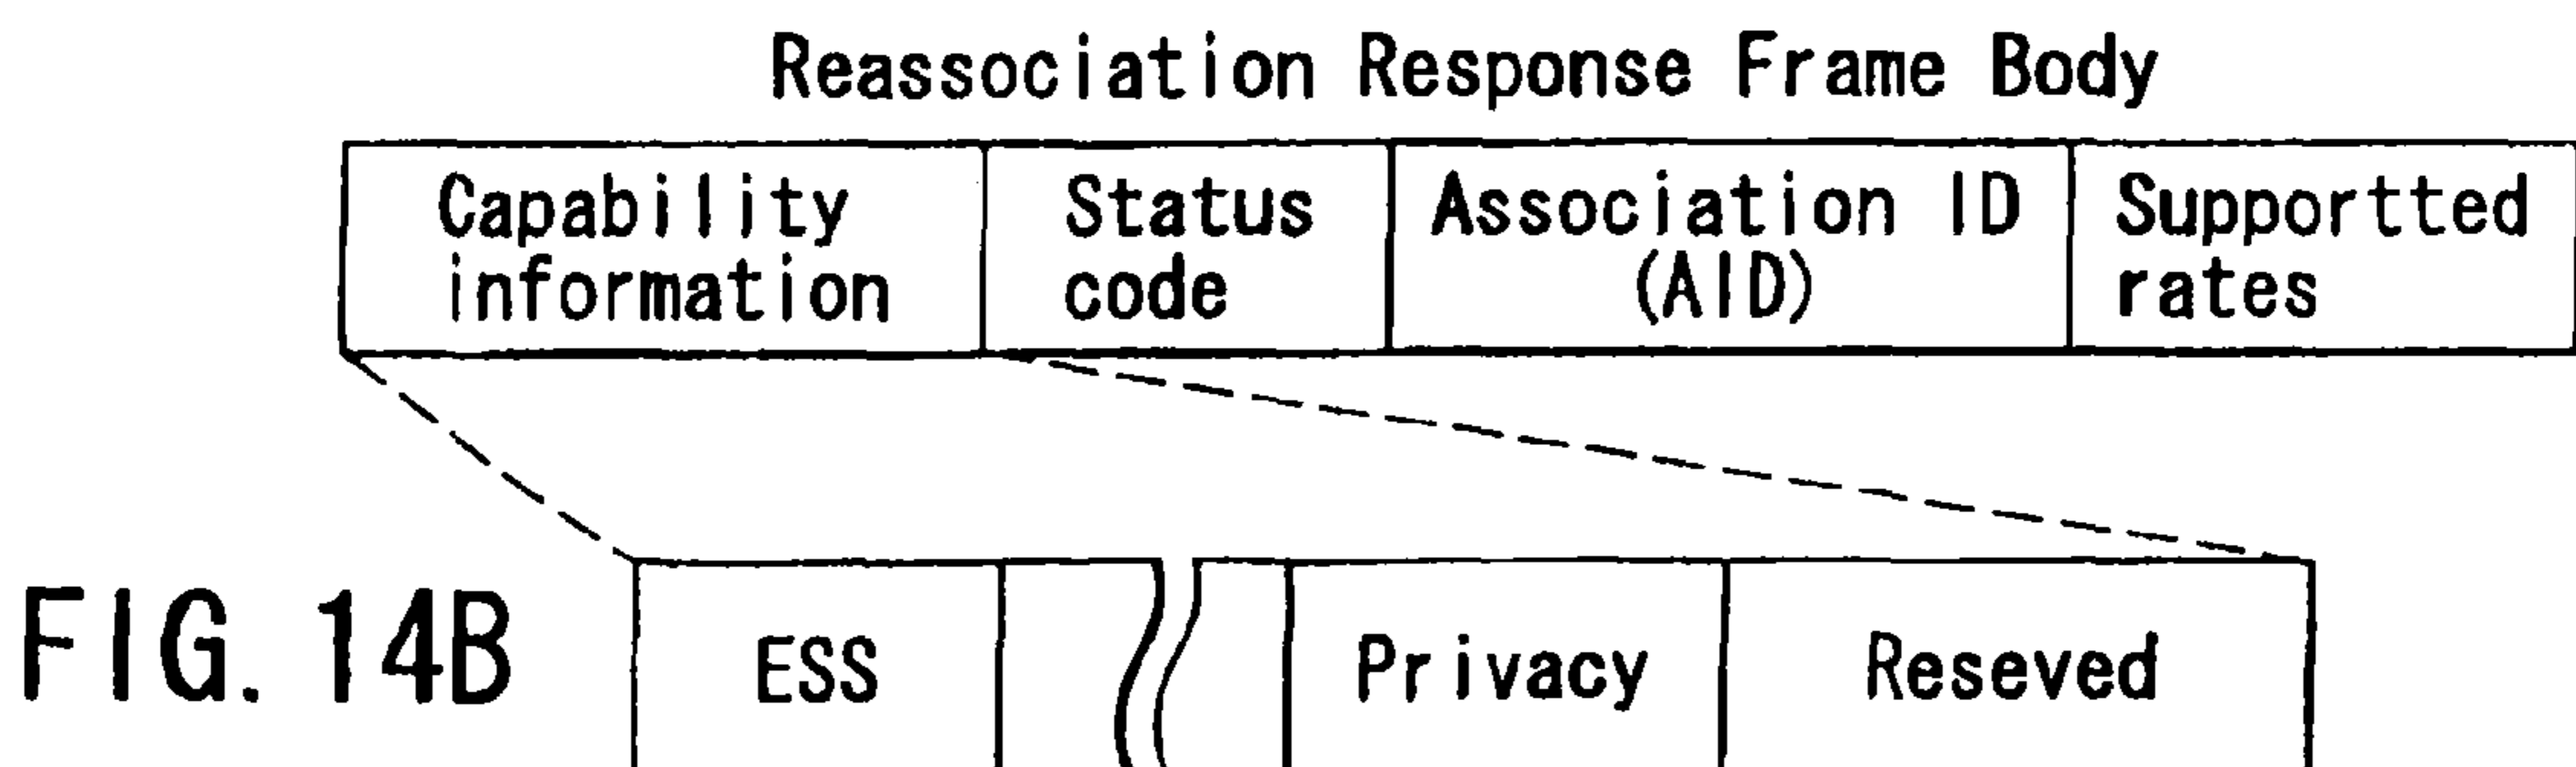 Reassociation Response Frame Body
Capability information
Status code
Association ID (AID)
Supportted rates
FIG. 14B
ESS
Privacy
Reseved